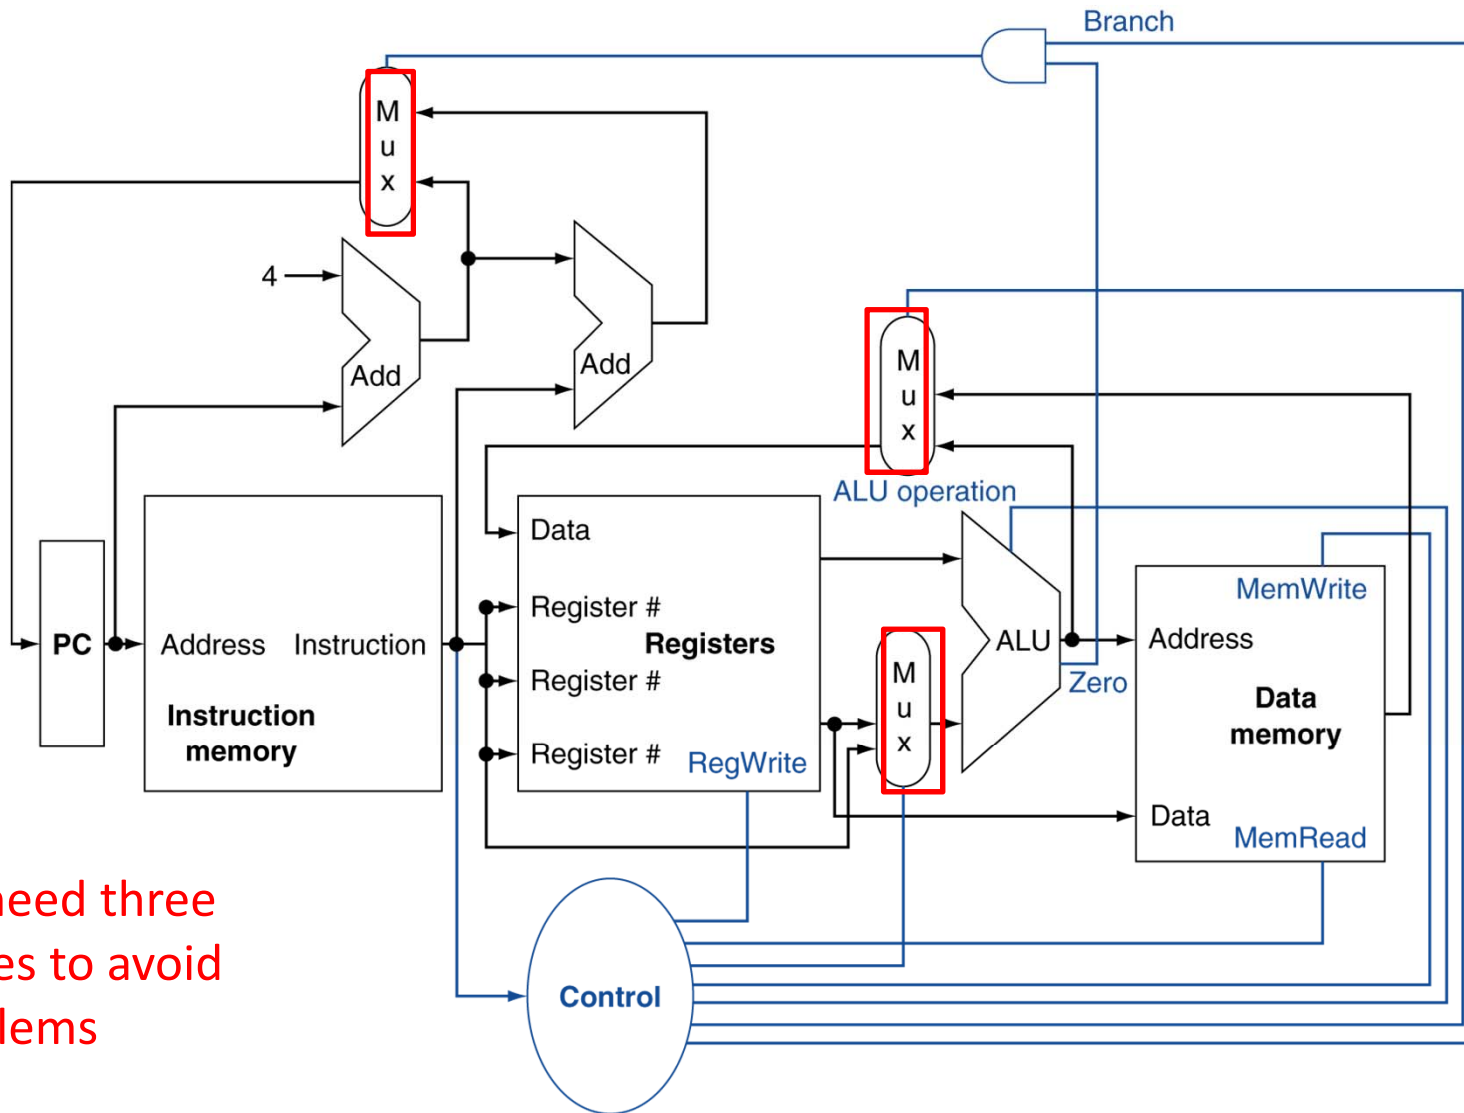 Branch
M
u
x
4
Add
Add
M
u
x
ALU operation
Data
Register #
Registers
Register #
Register #
RegWrite
PC
Address
Instruction
Instruction
memory
M
u
x
ALU
Zero
MemWrite
Address
Data
memory
Data
MemRead
need three
es to avoid
lems
Control